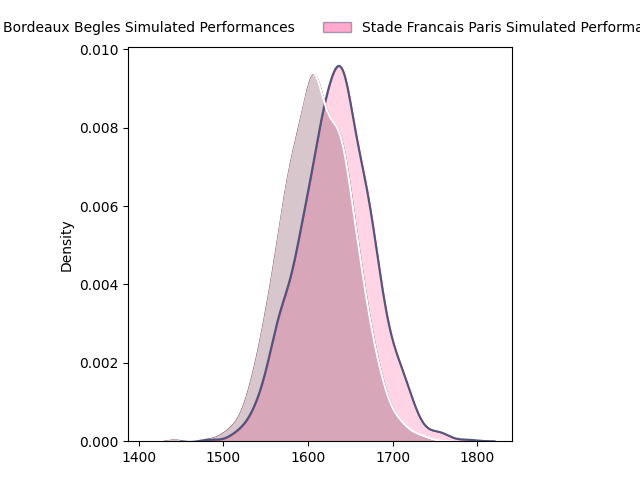 Bordeaux Begles Simulated Performances
Stade Francais Paris Simulated Performa
0.010
0.008
0.006
0.004
0.002
0.000
Density
1400 1500 1600 1700 1800